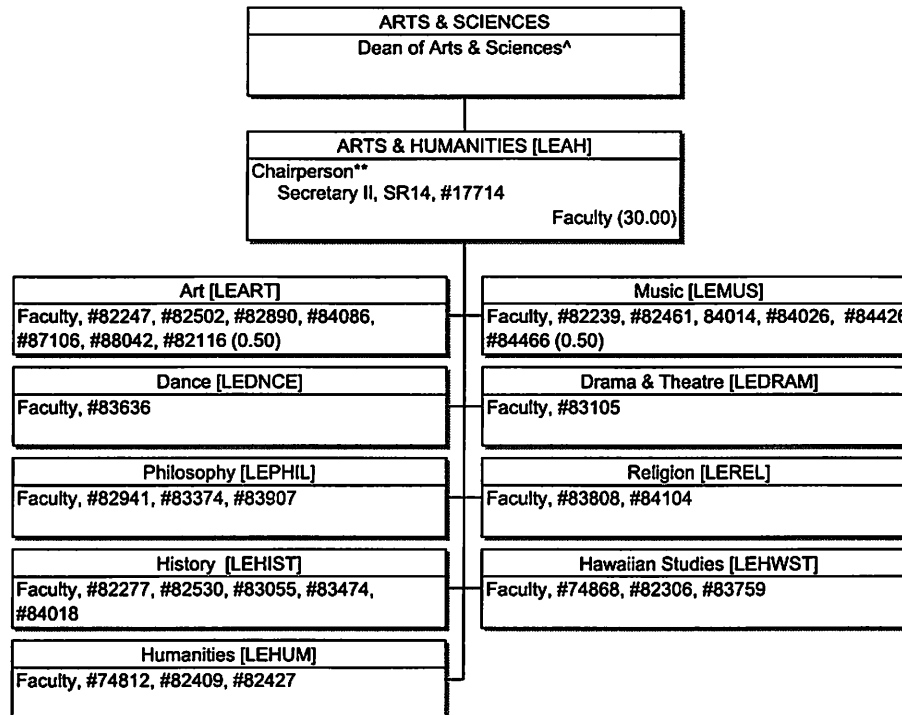 ARTS & SCIENCES
Dean of Arts & Sciences^
ARTS & HUMANITIES [LEAH]
Chairperson**
Secretary II, SR14, #17714
Faculty (30.00)
Art [LEART]
Faculty, #82247, #82502, #82890, #84086,
#87106, #88042, #82116 (0.50)
Music [LEMUS]
Faculty, #82239, #82461, 84014, #84026, #84426
#84466 (0.50)
Dance [LEDNCE]
Faculty, #83636
Drama & Theatre [LEDRAM]
Faculty, #83105
Philosophy [LEPHIL]
Faculty, #82941, #83374, #83907
Religion [LEREL]
Faculty, #83808, #84104
History [LEHIST]
Faculty, #82277, #82530, #83055, #83474,
#84018
Hawaiian Studies [LEHWST]
Faculty, #74868, #82306, #83759
Humanities [LEHUM]
Faculty, #74812, #82409, #82427